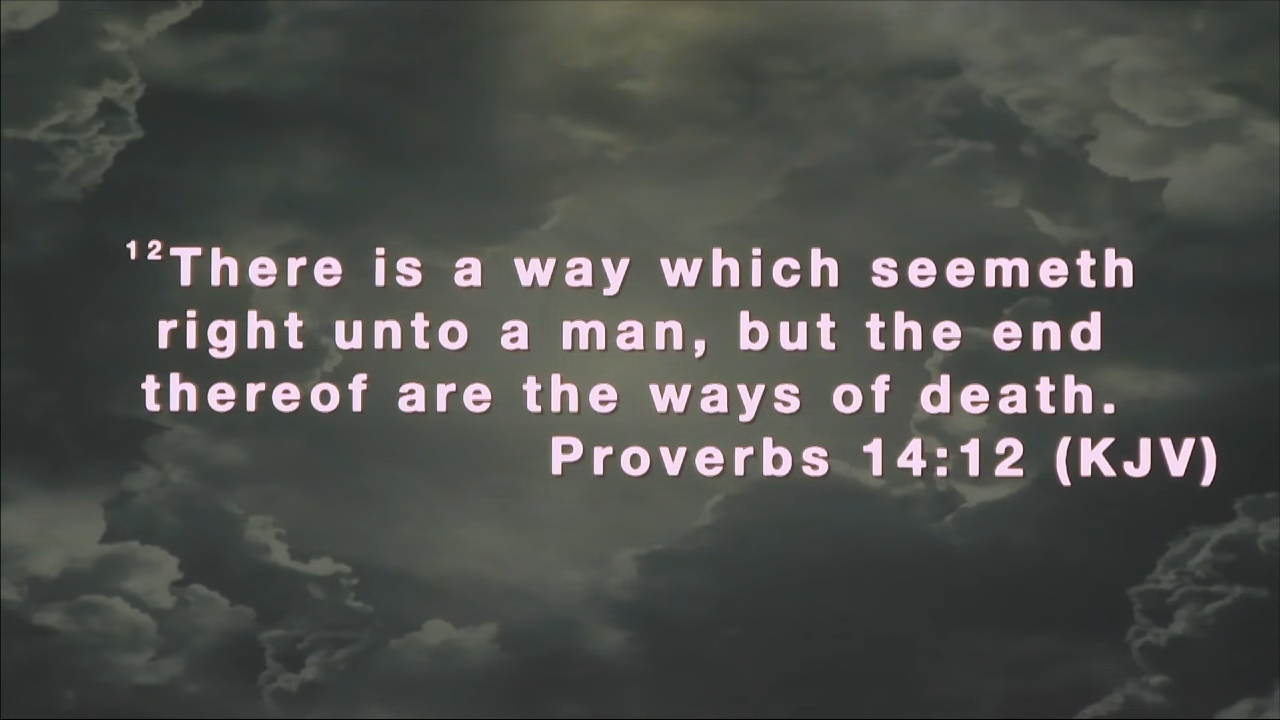 ¹²There is a way which seemeth
right unto a man, but the end
thereof are the ways of death.
Proverbs 14:12 (KJV)